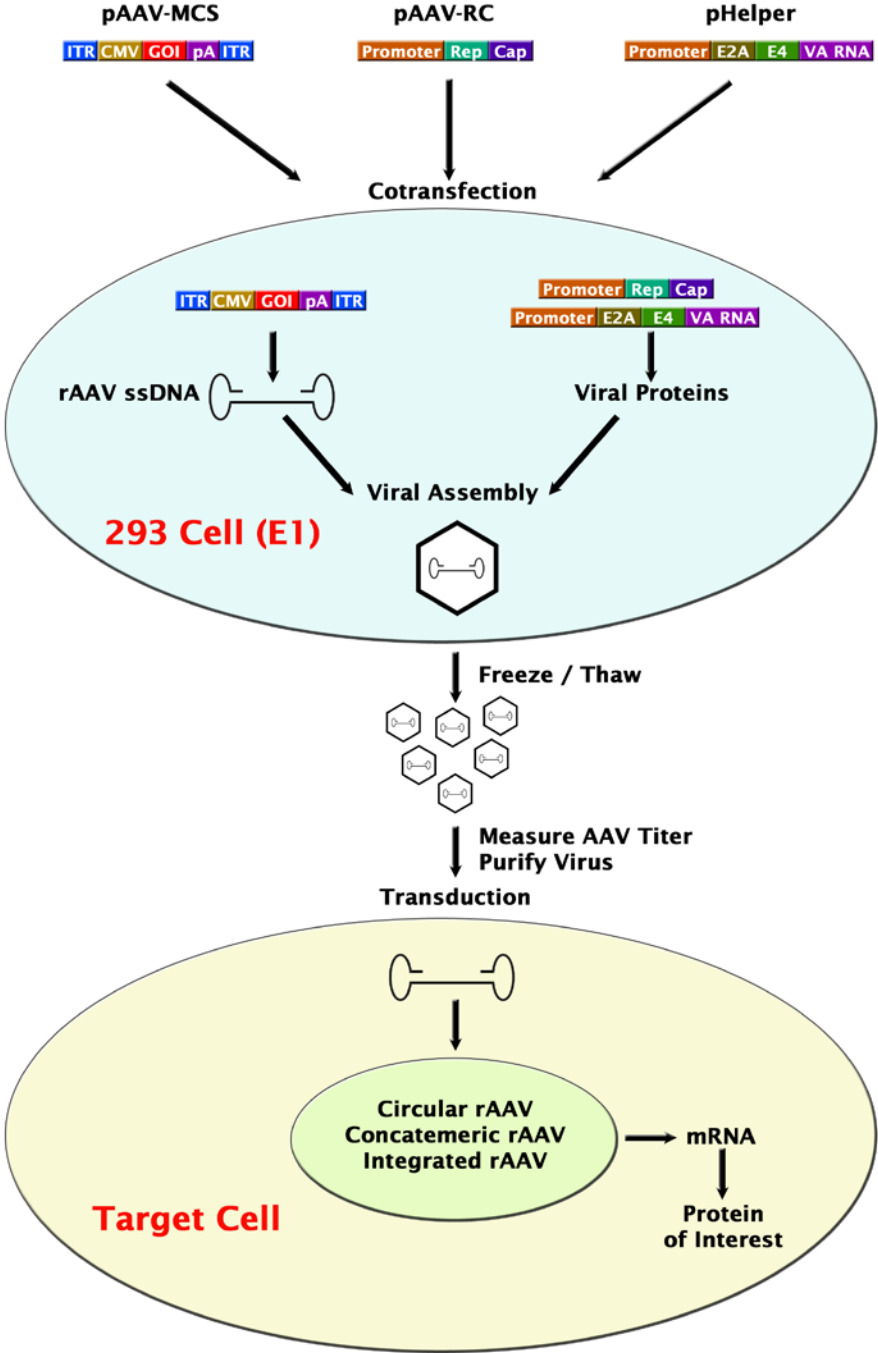 pAAV-MCS pAAV-RC pHelper
ITR CMV GOI pA ITR Promoter Rep Cap Promoter E2A E4 VA RNA
Cotransfection
ITR CMV GOI pA ITR Promoter Rep Cap
Promoter E2A E4 VA RNA
rAAV ssDNA Viral Proteins
Viral Assembly
293 Cell (E1)
Freeze / Thaw
Measure AAV Titer
Purify Virus
Transduction
Circular rAAV
Concatemeric rAAV mRNA
Integrated rAAV
Target Cell Protein
of Interest